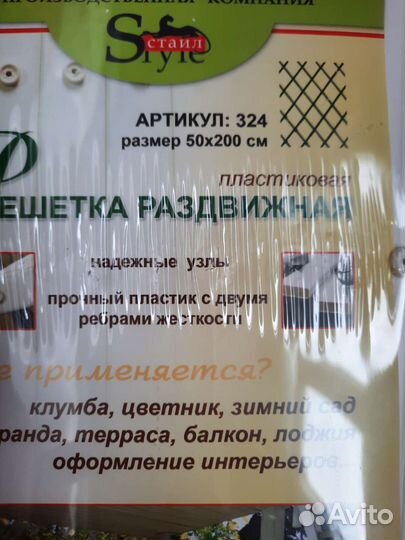 ПРОИЗВОДСТВЕННАЯ КОМПАНИЯ
стаил
Style
АРТИКУЛ: 324
размер 50х200 см
пластиковая
ЕШЕТКА РАЗДВИЖНАЯ
надежные узлы
прочный пластик с двумя
ребрами жесткости
е применяется?
клумба, цветник, зимний сад
ранда, терраса, балкон, лоджия
оформление интерьеров...
Avito